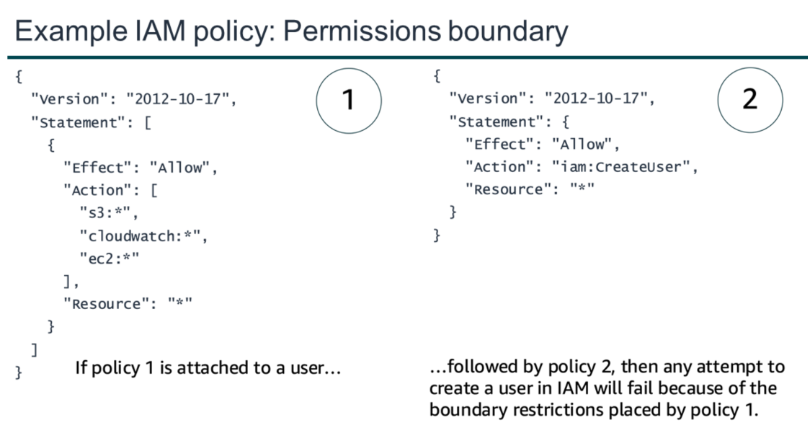 Example IAM policy: Permissions boundary
{
  "Version": "2012-10-17",
  "Statement": [
    {
      "Effect": "Allow",
      "Action": [
        "s3:*",
        "cloudwatch:*",
        "ec2:*"
      ],
      "Resource": "*"
    }
  ]
}
1
If policy 1 is attached to a user…
{
  "Version": "2012-10-17",
  "Statement": {
    "Effect": "Allow",
    "Action": "iam:CreateUser",
    "Resource": "*"
  }
}
2
…followed by policy 2, then any attempt to
create a user in IAM will fail because of the
boundary restrictions placed by policy 1.